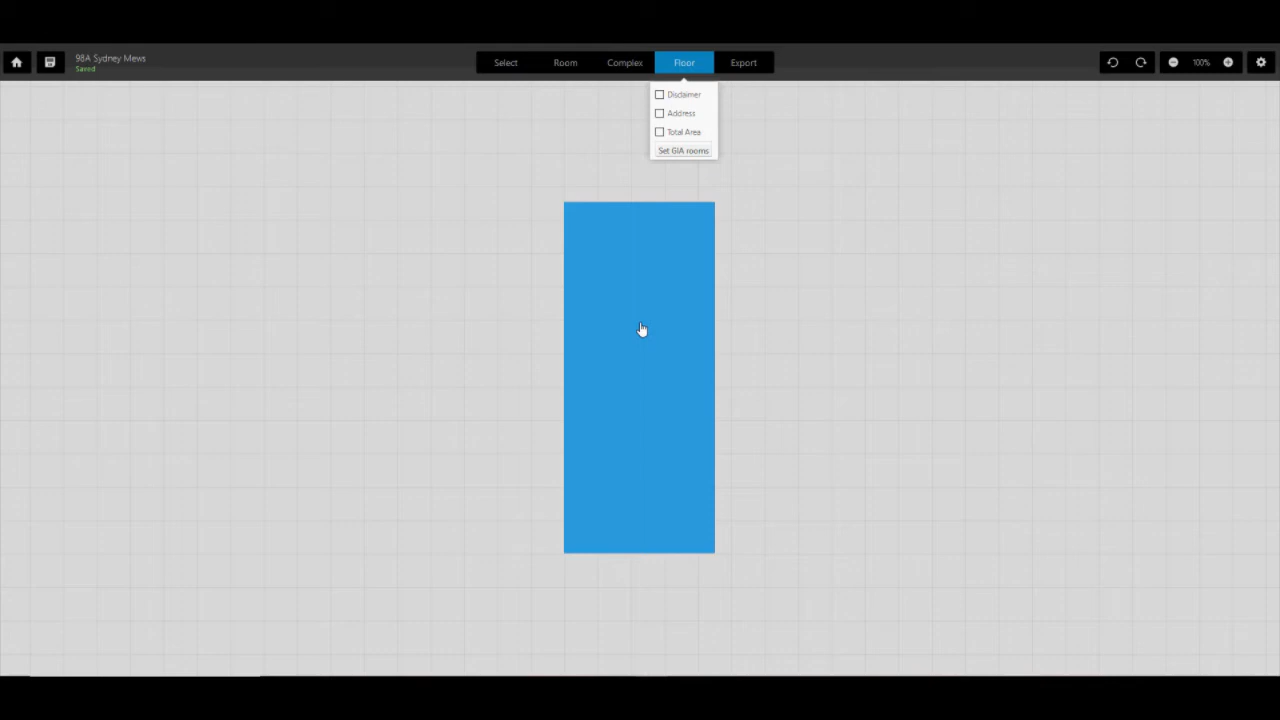 98A Sydney Mews
Saved
Select
Room
Complex
Floor
Export
100%
Disclaimer
Address
Total Area
Set GIA rooms